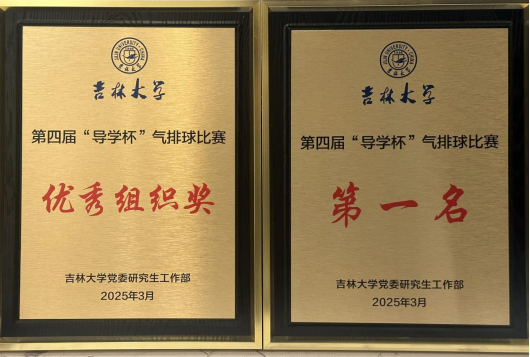 吉林大学
第四届“导学杯”气排球比赛
优秀组织奖
吉林大学党委研究生工作部
2025年3月
吉林大学
第四届“导学杯”气排球比赛
第一名
吉林大学党委研究生工作部
2025年3月